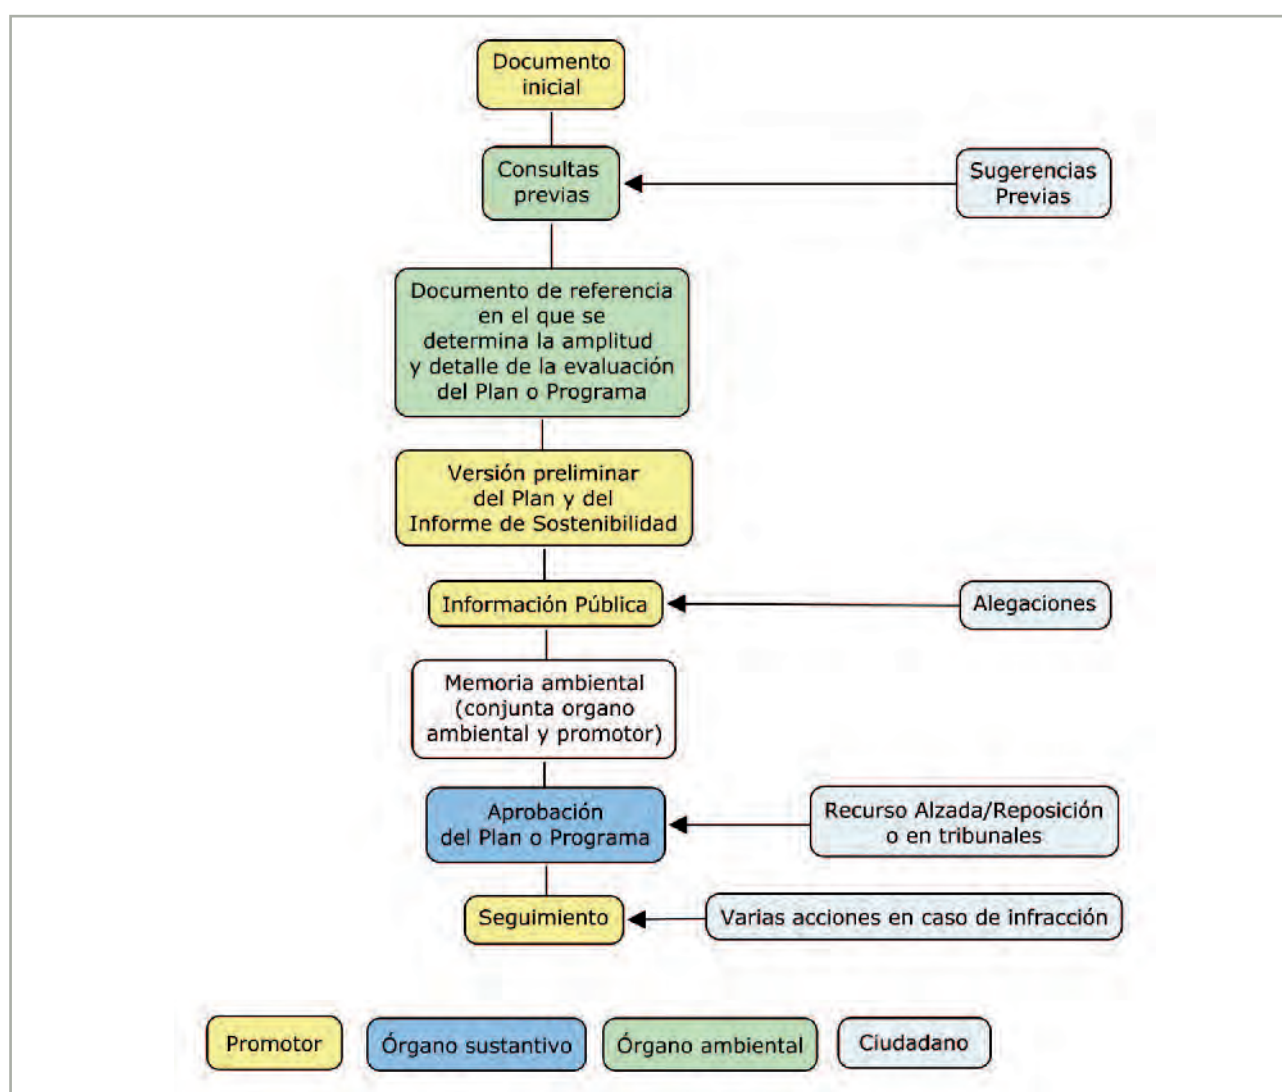 Documento
inicial
Consultas
previas
Sugerencias
Previas
Documento de referencia
en el que se
determina la amplitud
y detalle de la evaluación
del Plan o Programa
Versión preliminar
del Plan y del
Informe de Sostenibilidad
Información Pública
Alegaciones
Memoria ambiental
(conjunta organo
ambiental y promotor)
Aprobación
del Plan o Programa
Recurso Alzada/Reposición
o en tribunales
Seguimiento
Varias acciones en caso de infracción
Promotor
Órgano sustantivo
Órgano ambiental
Ciudadano